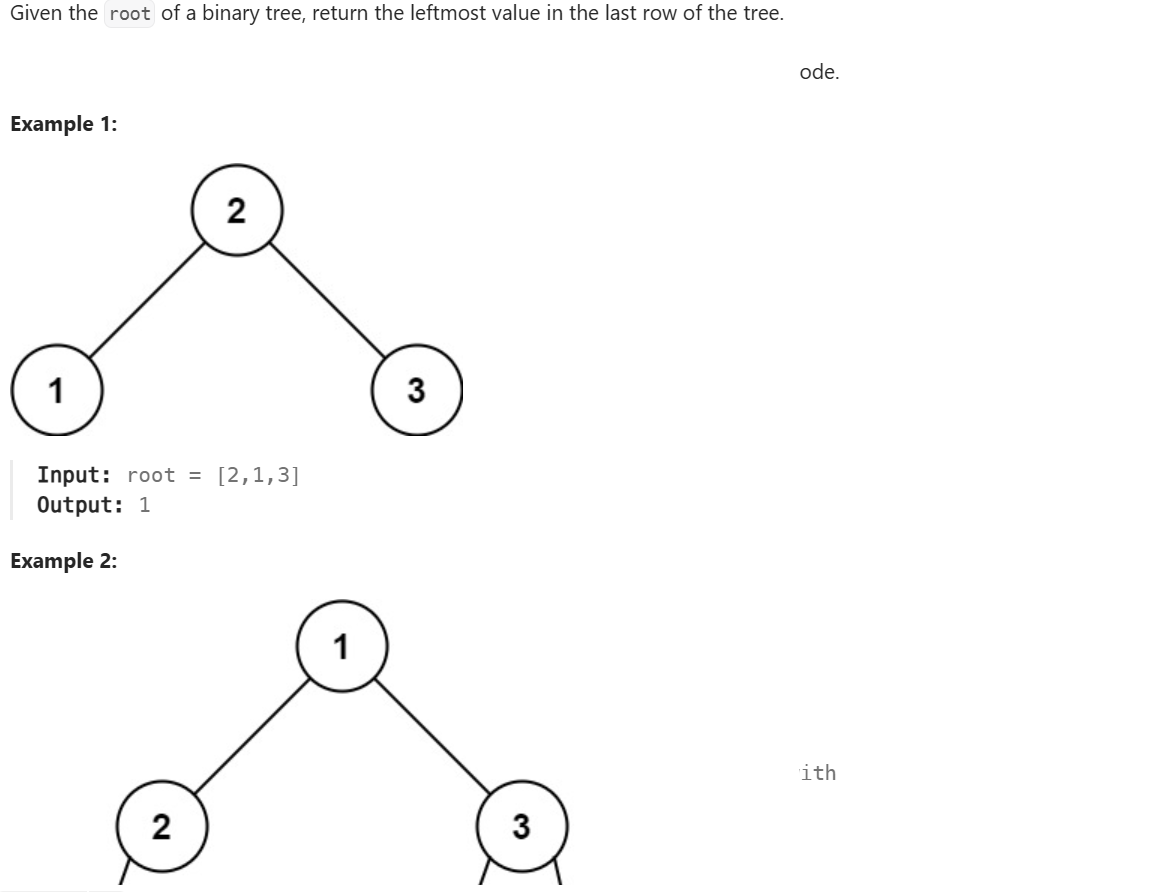 Given the root of a binary tree, return the leftmost value in the last row of the tree.
ode.
Example 1:
2
1
3
Input: root = [2,1,3]
Output: 1
Example 2:
1
ith
2
3